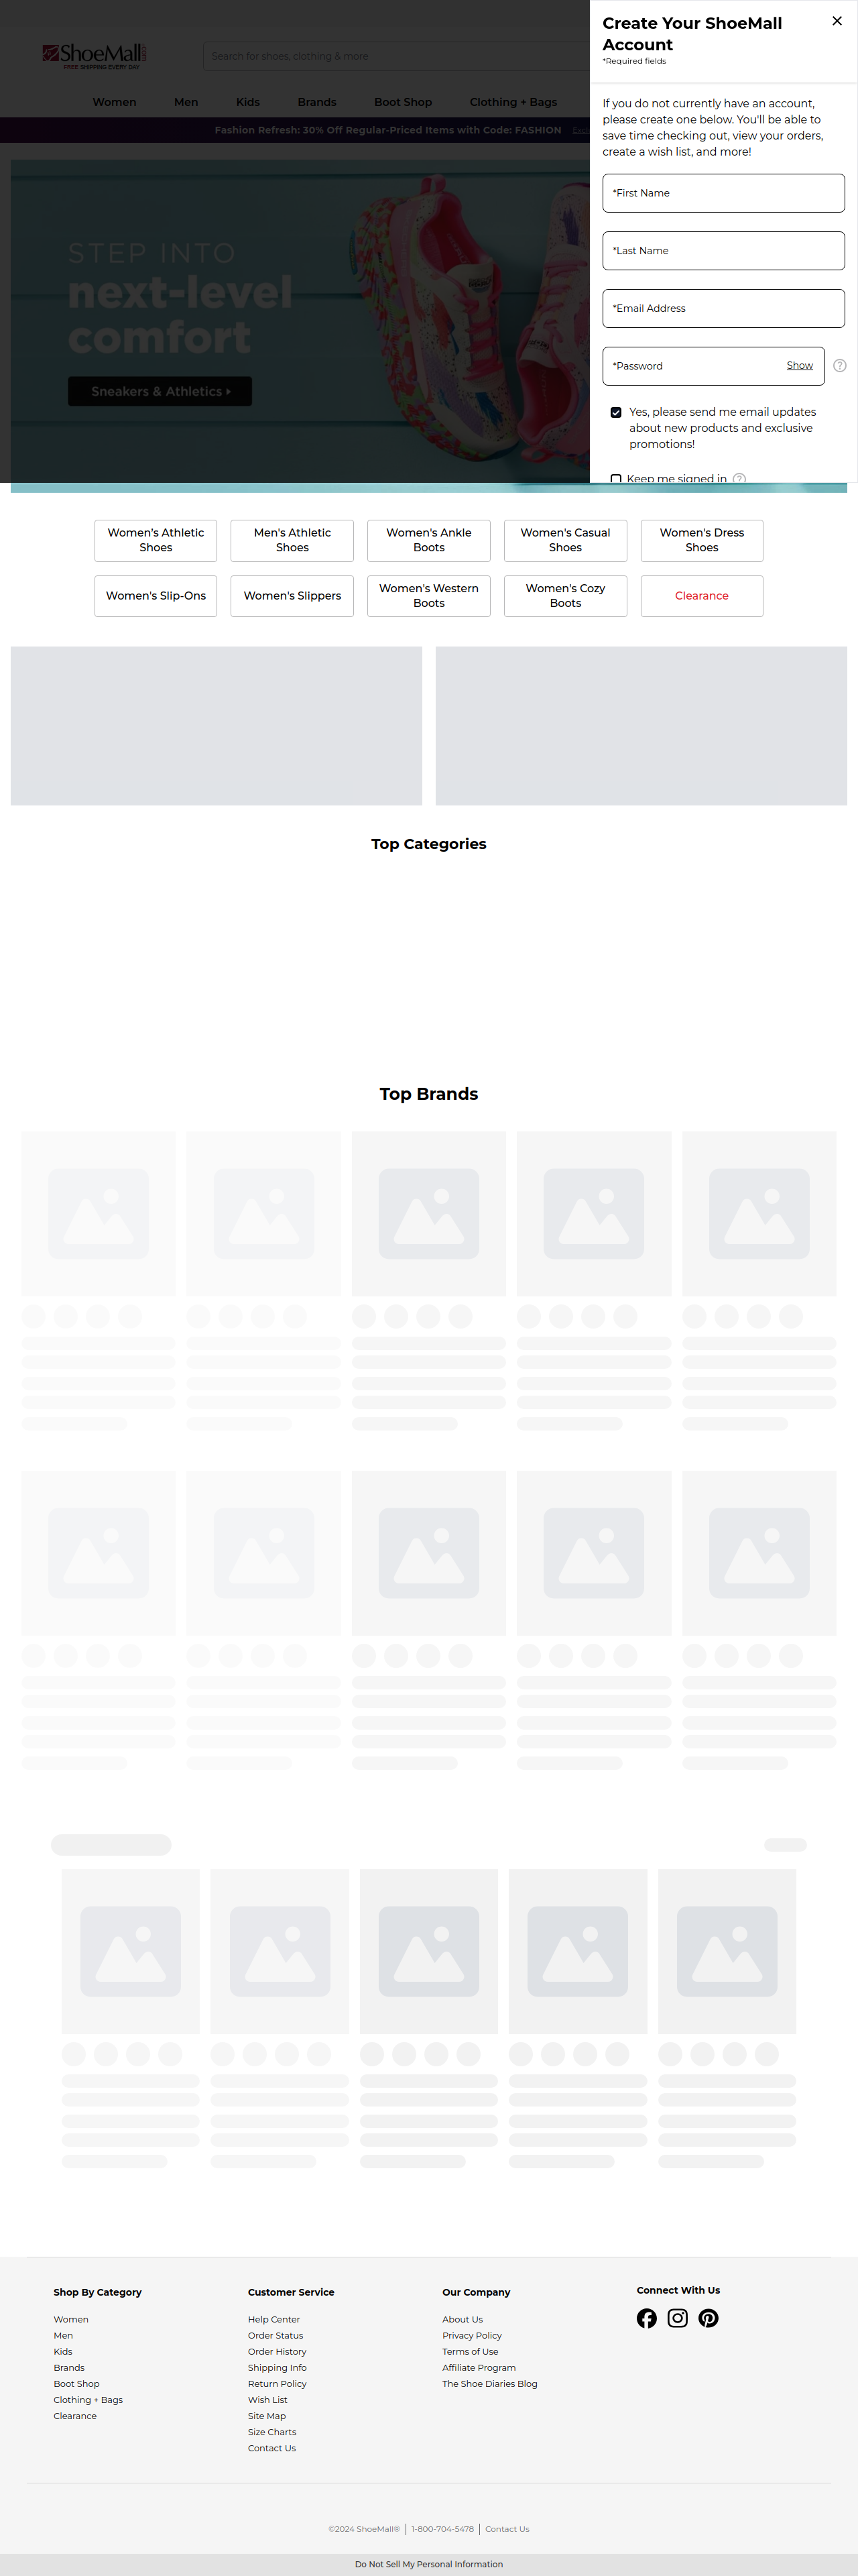 Create Your ShoeMall
Account
*Required fields
ShoeMall.com
FREE SHIPPING EVERY DAY
Search for shoes, clothing & more
Women
Men
Kids
Brands
Boot Shop
Clothing + Bags
Fashion Refresh: 30% Off Regular-Priced Items with Code: FASHION
If you do not currently have an account,
please create one below. You'll be able to
save time checking out, view your orders,
create a wish list, and more!
*First Name
*Last Name
*Email Address
*Password
Show
?
Yes, please send me email updates
about new products and exclusive
promotions!
Keep me signed in
?
STEP INTO
next-level
comfort
Sneakers & Athletics
Women's Athletic
Shoes
Men's Athletic
Shoes
Women's Ankle
Boots
Women's Casual
Shoes
Women's Dress
Shoes
Women's Slip-Ons
Women's Slippers
Women's Western
Boots
Women's Cozy
Boots
Clearance
Top Categories
Top Brands
Shop By Category
Women
Men
Kids
Brands
Boot Shop
Clothing + Bags
Clearance
Customer Service
Help Center
Order Status
Order History
Shipping Info
Return Policy
Wish List
Site Map
Size Charts
Contact Us
Our Company
About Us
Privacy Policy
Terms of Use
Affiliate Program
The Shoe Diaries Blog
Connect With Us
©2024 ShoeMall®
1-800-704-5478
Contact Us
Do Not Sell My Personal Information